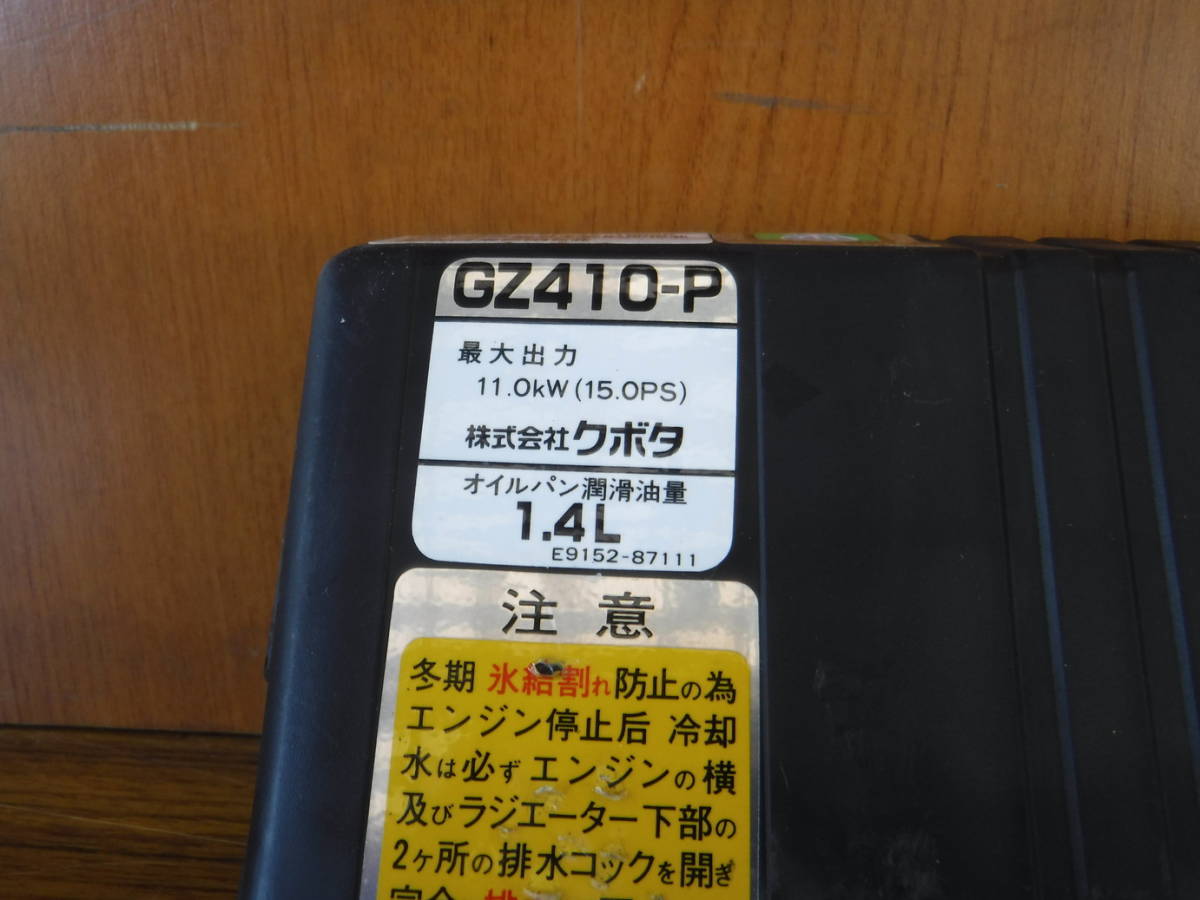 GZ410-P
最大出力
11.0kW(15.0PS)
株式会社クボタ
オイルパン潤滑油量
1.4L
E9152-87111
注意
冬期 氷結割れ防止の為
エンジン停止后 冷却
水は必ずエンジンの横
及びラジエーター下部の
2ヶ所の排水コックを開ぎ